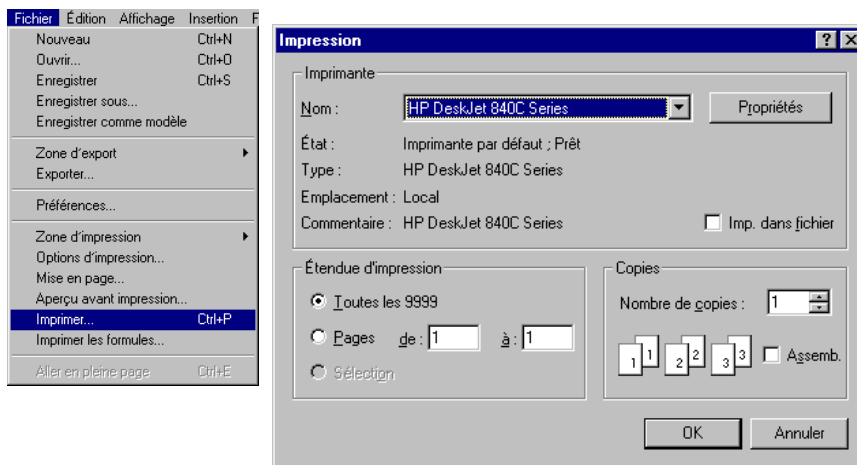 Fichier Édition Affichage Insertion F
Nouveau Ctrl+N
Ouvrir... Ctrl+O
Enregistrer Ctrl+S
Enregistrer sous...
Enregistrer comme modèle
Zone d'export
Exporter...
Préférences...
Zone d'impression
Options d'impression...
Mise en page...
Aperçu avant impression...
Imprimer... Ctrl+P
Imprimer les formules...
Aller en pleine page Ctrl+E
Impression
Imprimante
Nom : HP DeskJet 840C Series Propriétés
État : Imprimante par défaut ; Prêt
Type : HP DeskJet 840C Series
Emplacement : Local
Commentaire : HP DeskJet 840C Series Imp. dans fichier
Étendue d'impression
Toutes les 9999
Pages de : 1 à : 1
Sélection
Copies
Nombre de copies : 1
1 1 2 2 3 3 Assemb.
OK Annuler